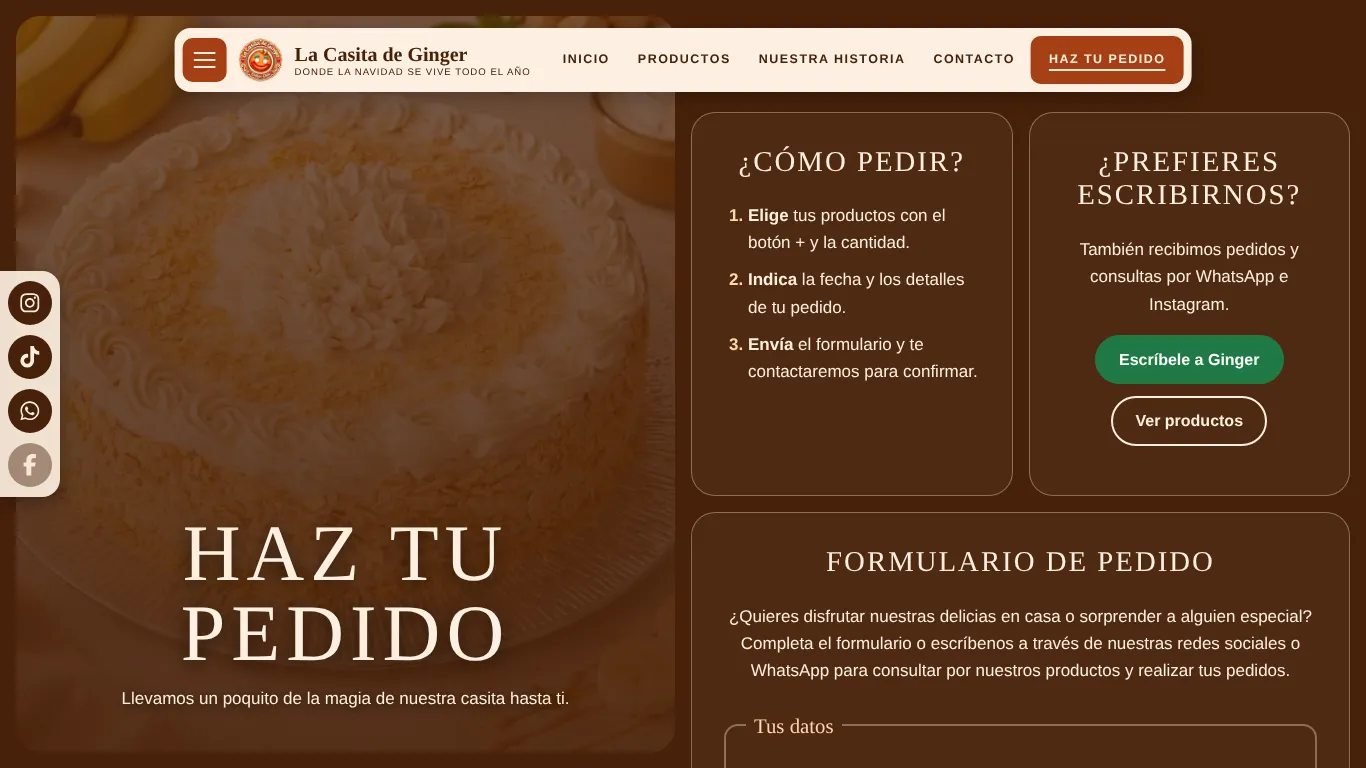 La Casita de Ginger
DONDE LA NAVIDAD SE VIVE TODO EL AÑO
INICIO
PRODUCTOS
NUESTRA HISTORIA
CONTACTO
HAZ TU PEDIDO
HAZ TU
PEDIDO
Llevamos un poquito de la magia de nuestra casita hasta ti.
¿CÓMO PEDIR?
1. Elige tus productos con el
botón + y la cantidad.
2. Indica la fecha y los detalles
de tu pedido.
3. Envía el formulario y te
contactaremos para confirmar.
¿PREFIERES
ESCRIBIRNOS?
También recibimos pedidos y
consultas por WhatsApp e
Instagram.
Escríbele a Ginger
Ver productos
FORMULARIO DE PEDIDO
¿Quieres disfrutar nuestras delicias en casa o sorprender a alguien especial?
Completa el formulario o escríbenos a través de nuestras redes sociales o
WhatsApp para consultar por nuestros productos y realizar tus pedidos.
Tus datos